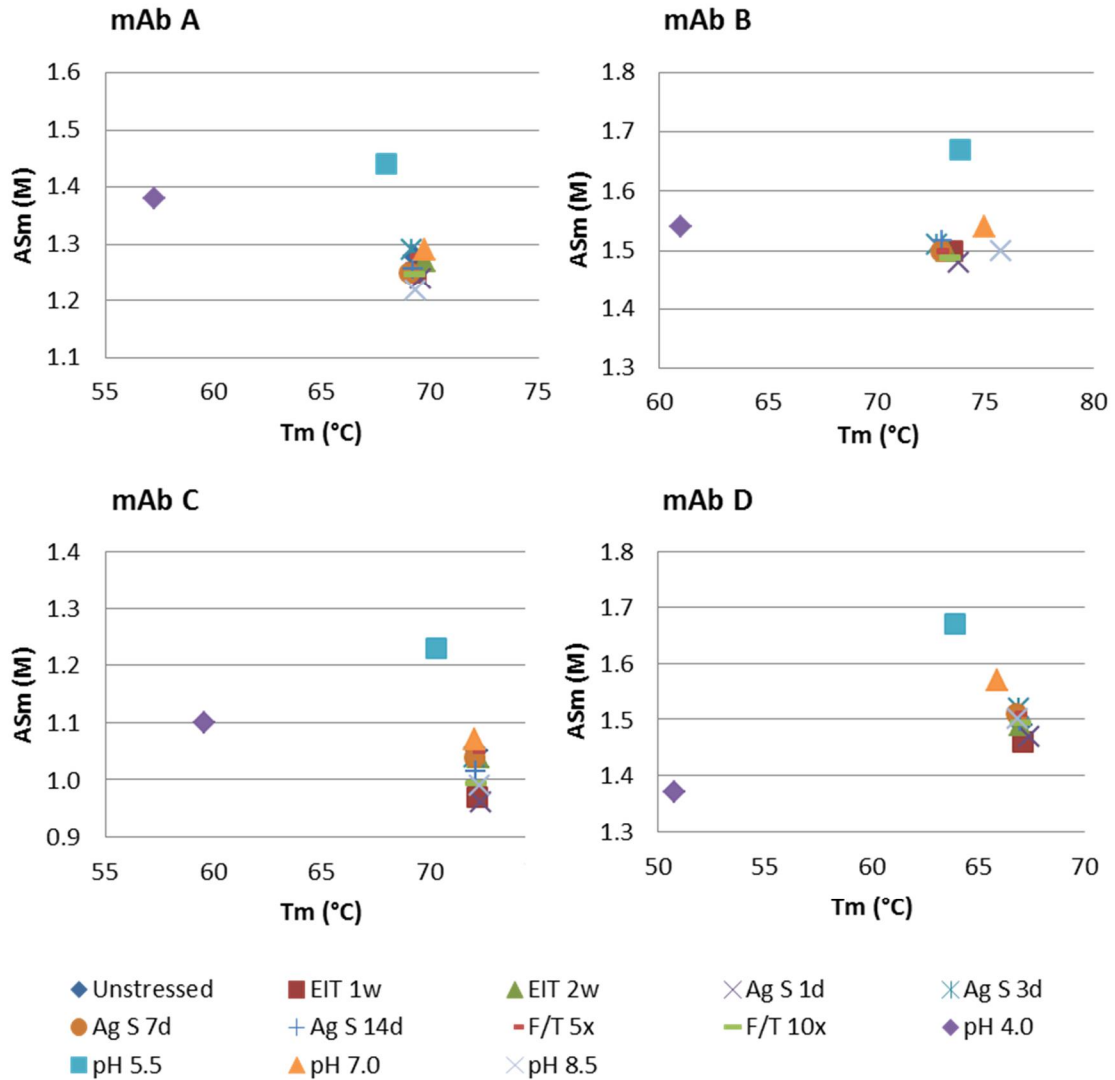 mAb A
mAb B
1.6
1.5
1.4
1.3
1.2
1.1
ASm (M)
55 60 65 70 75
Tm (°C)
1.8
1.7
1.6
1.5
1.4
1.3
ASm (M)
60 65 70 75 80
Tm (°C)
mAb C
mAb D
1.4
1.3
1.2
1.1
1.0
0.9
ASm (M)
55 60 65 70
Tm (°C)
1.8
1.7
1.6
1.5
1.4
1.3
ASm (M)
50 55 60 65 70
Tm (°C)
Unstressed EIT 1w EIT 2w Ag S 1d Ag S 3d
Ag S 7d Ag S 14d F/T 5x F/T 10x pH 4.0
pH 5.5 pH 7.0 pH 8.5